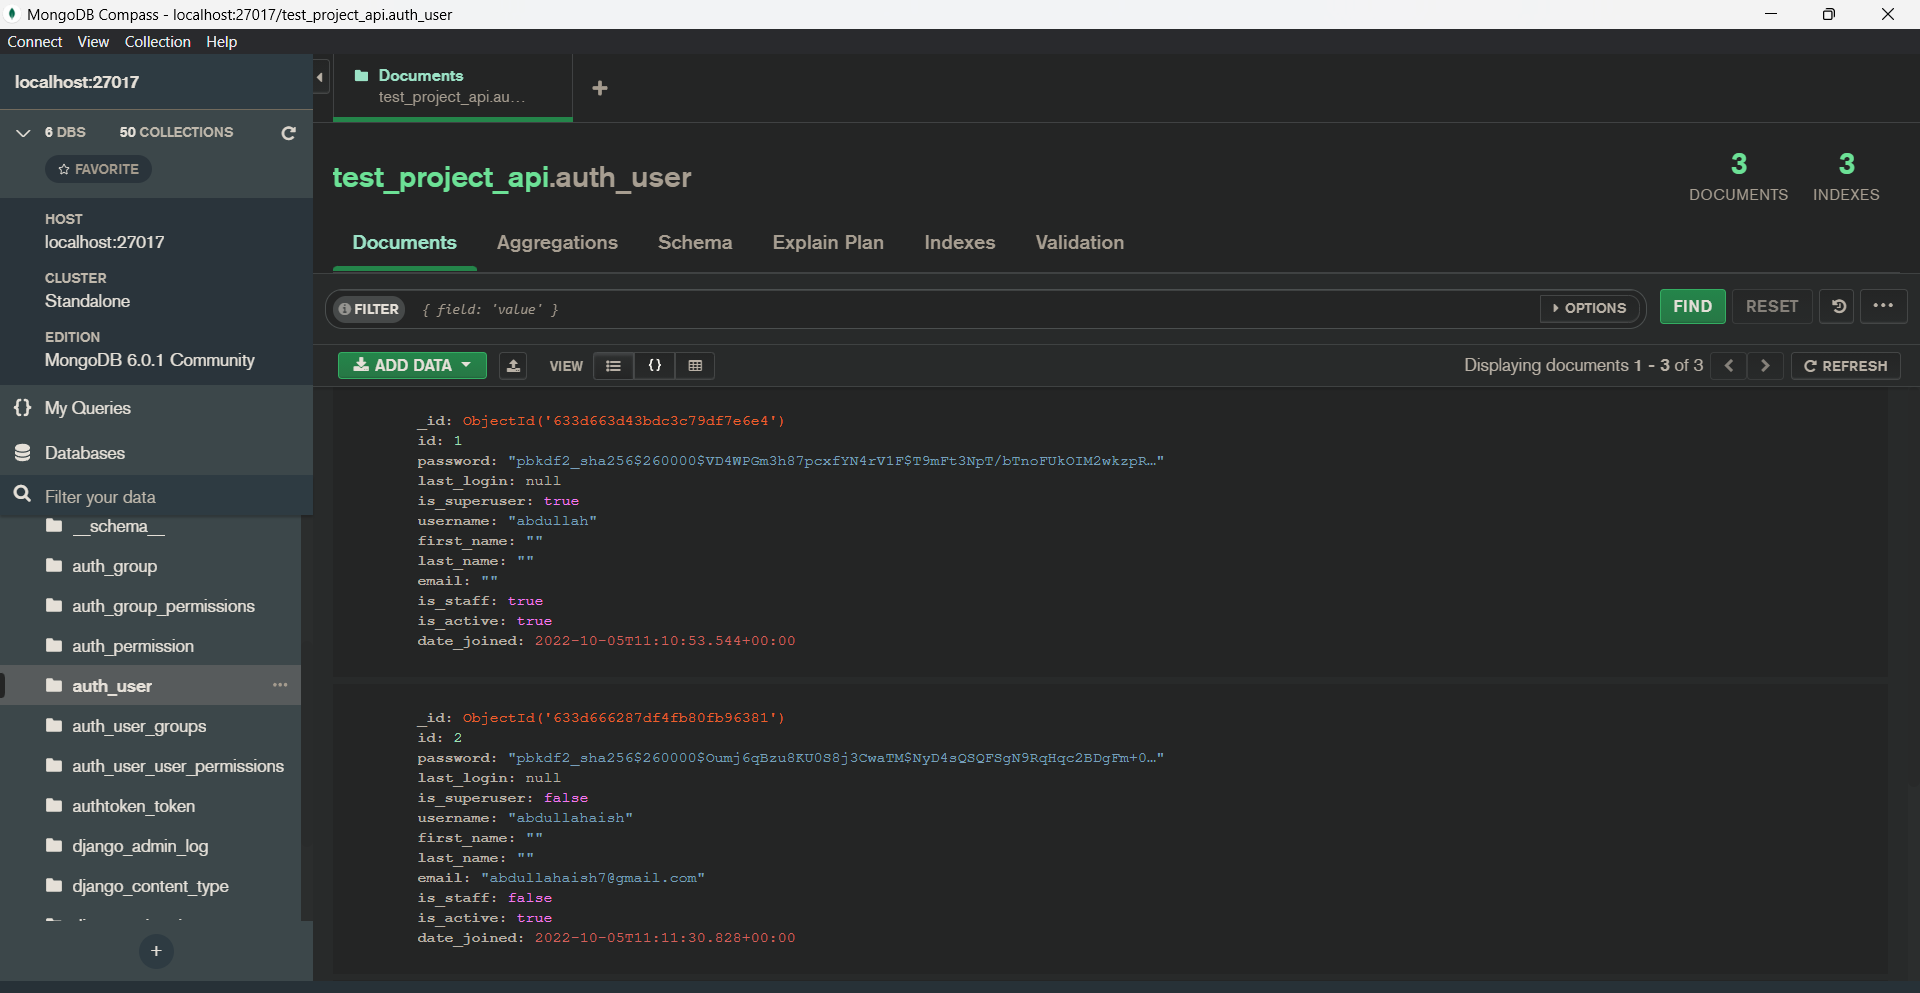 MongoDB Compass - localhost:27017/test_project_api.auth_user
Connect View Collection Help
localhost:27017
6 DBS 50 COLLECTIONS
FAVORITE
HOST
localhost:27017
CLUSTER
Standalone
EDITION
MongoDB 6.0.1 Community
{} My Queries
Databases
Filter your data
__schema__
auth_group
auth_group_permissions
auth_permission
auth_user ...
auth_user_groups
auth_user_user_permissions
authtoken_token
django_admin_log
django_content_type
+
Documents
test_project_api.au...
+
test_project_api.auth_user
3 DOCUMENTS
3 INDEXES
Documents Aggregations Schema Explain Plan Indexes Validation
FILTER { field: 'value' } OPTIONS FIND RESET ...
ADD DATA VIEW {} Displaying documents 1 - 3 of 3 REFRESH
_id: ObjectId('633d663d43bdc3c79df7e6e4')
id: 1
password: "pbkdf2_sha256$260000$VD4WPGm3h87pcxfYN4rV1F$T9mFt3NpT/bTnoFUkOIM2wkzpR…"
last_login: null
is_superuser: true
username: "abdullah"
first_name: ""
last_name: ""
email: ""
is_staff: true
is_active: true
date_joined: 2022-10-05T11:10:53.544+00:00
_id: ObjectId('633d666287df4fb80fb96381')
id: 2
password: "pbkdf2_sha256$260000$Oumj6qBzu8KU0S8j3CwaTM$NyD4sQSQFSgN9RqHqc2BDgFm+0…"
last_login: null
is_superuser: false
username: "abdullahaish"
first_name: ""
last_name: ""
email: "abdullahaish7@gmail.com"
is_staff: false
is_active: true
date_joined: 2022-10-05T11:11:30.828+00:00